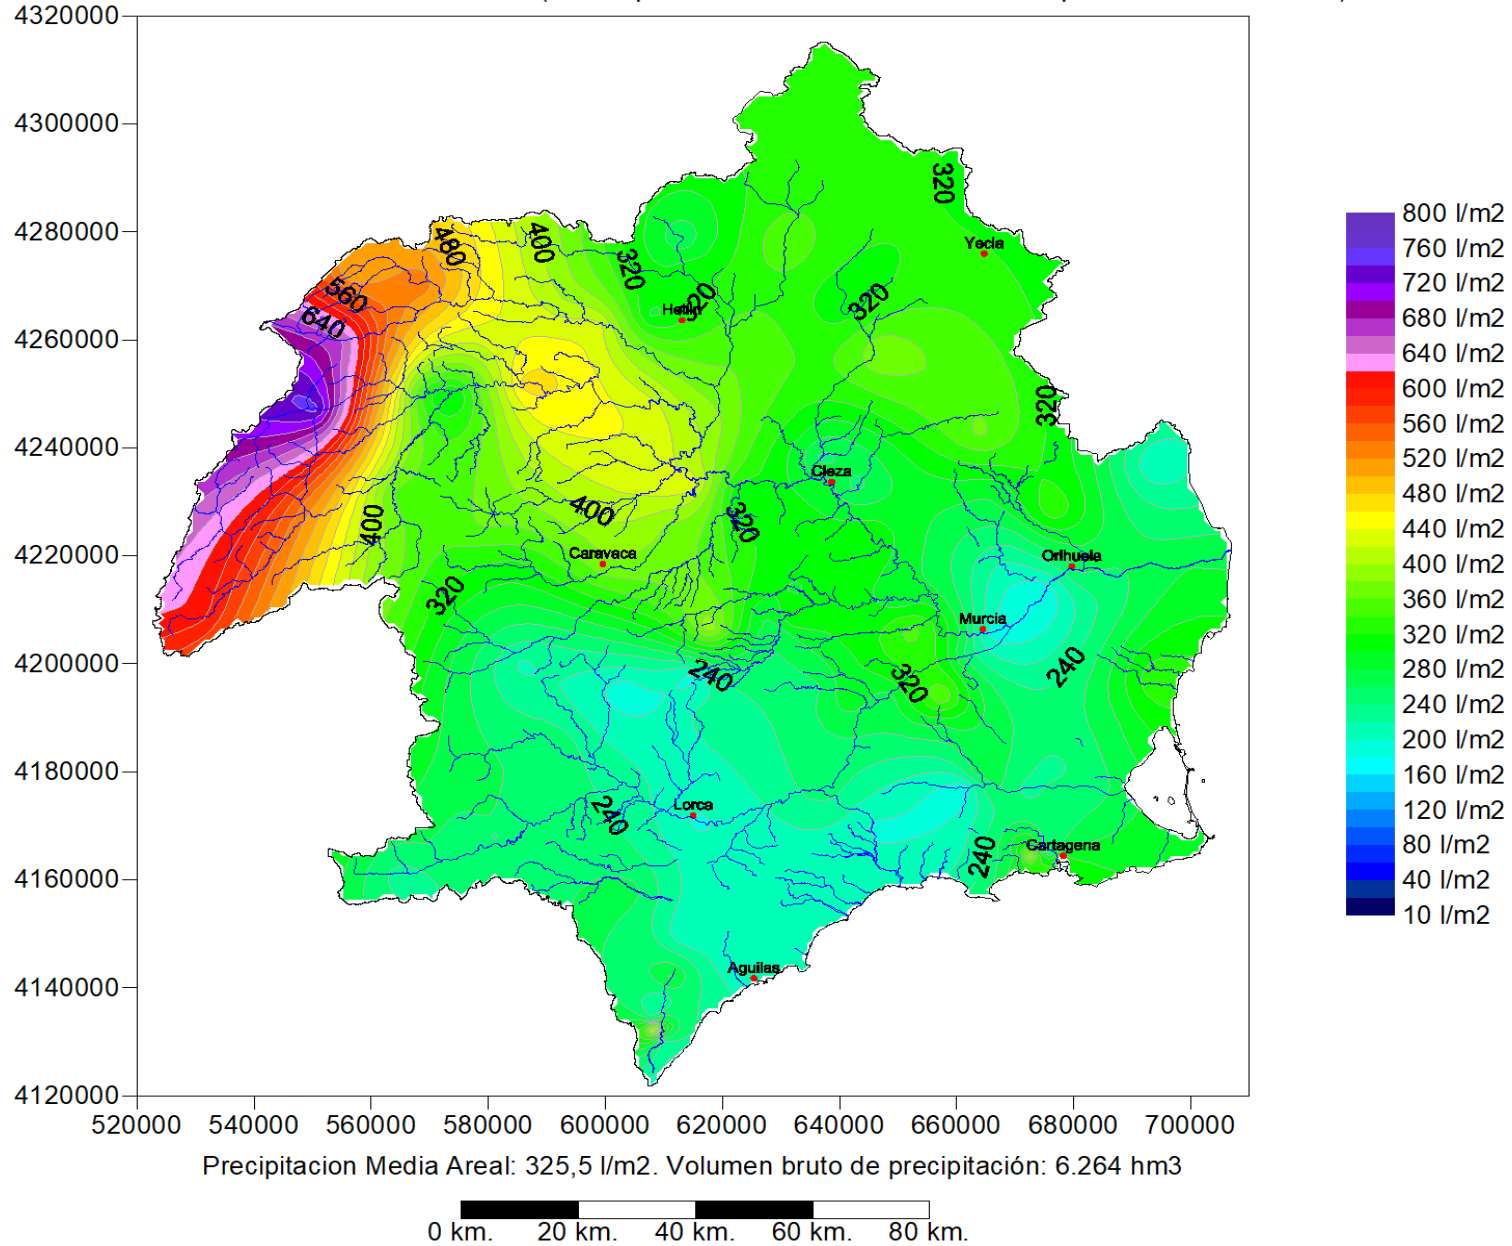 4320000
4300000
4280000
4260000
4240000
4220000
4200000
4180000
4160000
4140000
4120000
520000 540000 560000 580000 600000 620000 640000 660000 680000 700000
320
480
400
320
Yecla
560
320
320
Hellin
640
320
Cieza
400
400
320
Caravaca
Orihuela
320
Murcia
240
240
320
240
Lorca
240
Cartagena
Aguilas
800 l/m2
760 l/m2
720 l/m2
680 l/m2
640 l/m2
600 l/m2
560 l/m2
520 l/m2
480 l/m2
440 l/m2
400 l/m2
360 l/m2
320 l/m2
280 l/m2
240 l/m2
200 l/m2
160 l/m2
120 l/m2
80 l/m2
40 l/m2
10 l/m2
Precipitacion Media Areal: 325,5 l/m2. Volumen bruto de precipitación: 6.264 hm3
0 km. 20 km. 40 km. 60 km. 80 km.